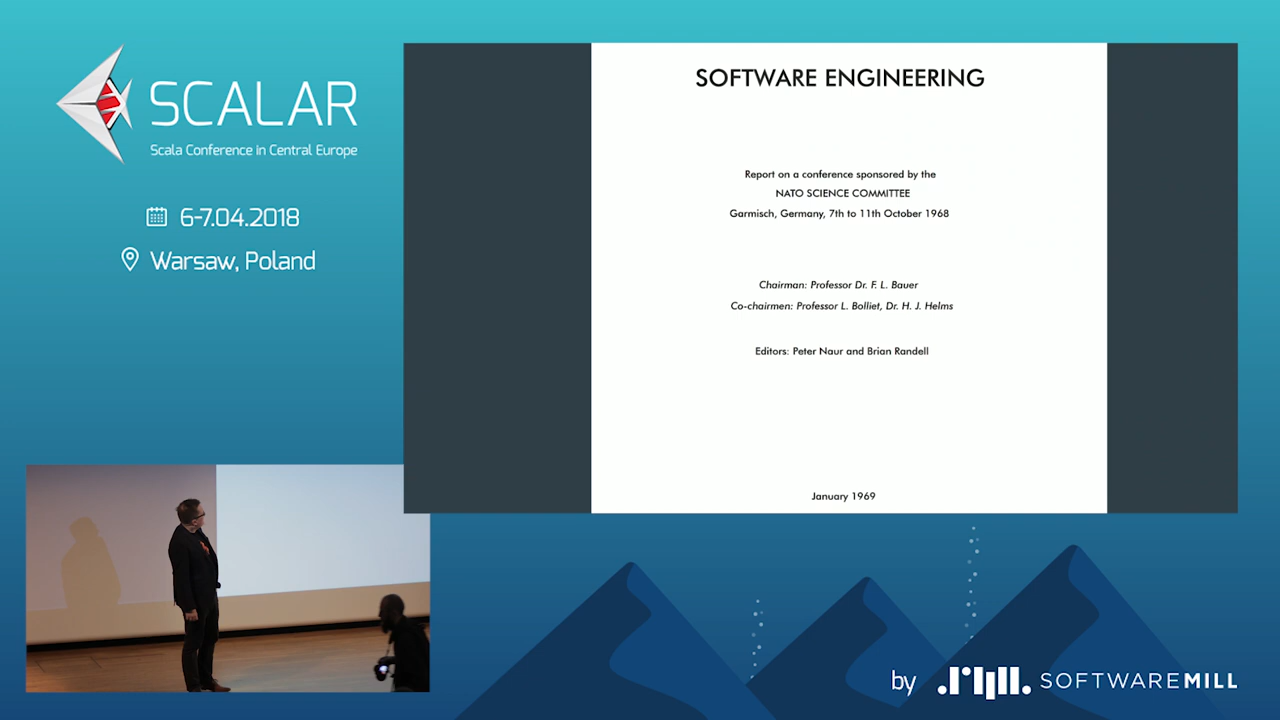 SCALAR
Scala Conference in Central Europe
6-7.04.2018
Warsaw, Poland
SOFTWARE ENGINEERING
Report on a conference sponsored by the
NATO SCIENCE COMMITTEE
Garmisch, Germany, 7th to 11th October 1968
Chairman: Professor Dr. F. L. Bauer
Co-chairmen: Professor L. Bolliet, Dr. H. J. Helms
Editors: Peter Naur and Brian Randell
January 1969
by SOFTWAREMILL